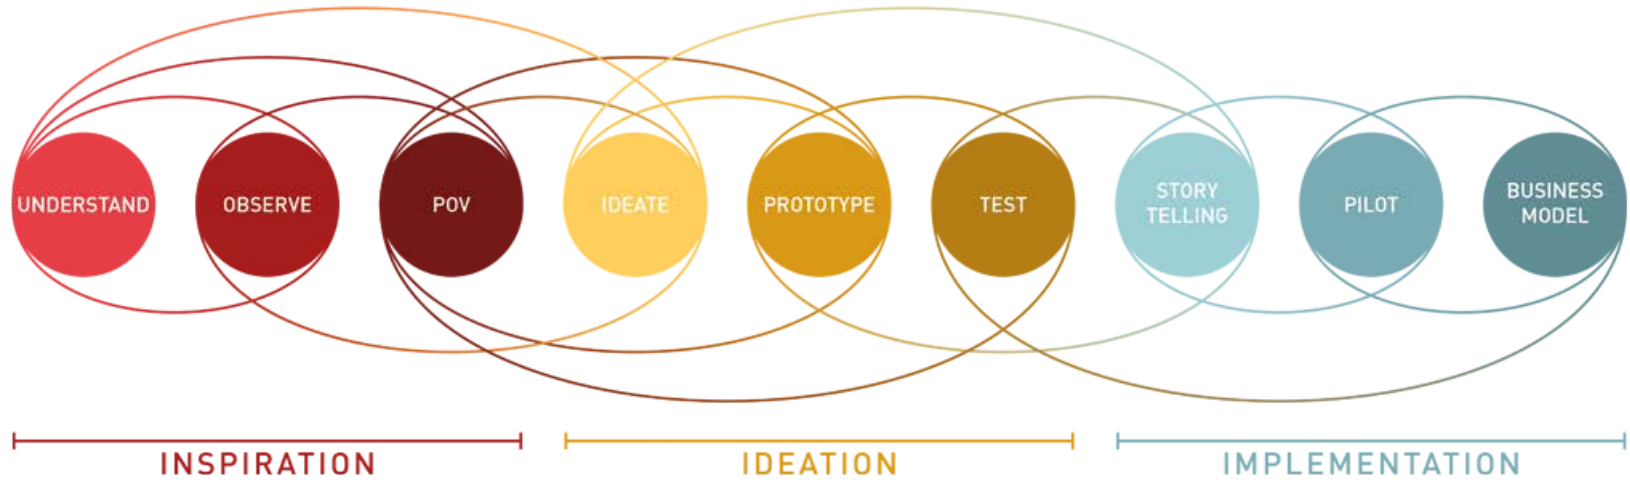 UNDERSTAND
OBSERVE
POV
IDEATE
PROTOTYPE
TEST
STORY
TELLING
PILOT
BUSINESS
MODEL
INSPIRATION
IDEATION
IMPLEMENTATION